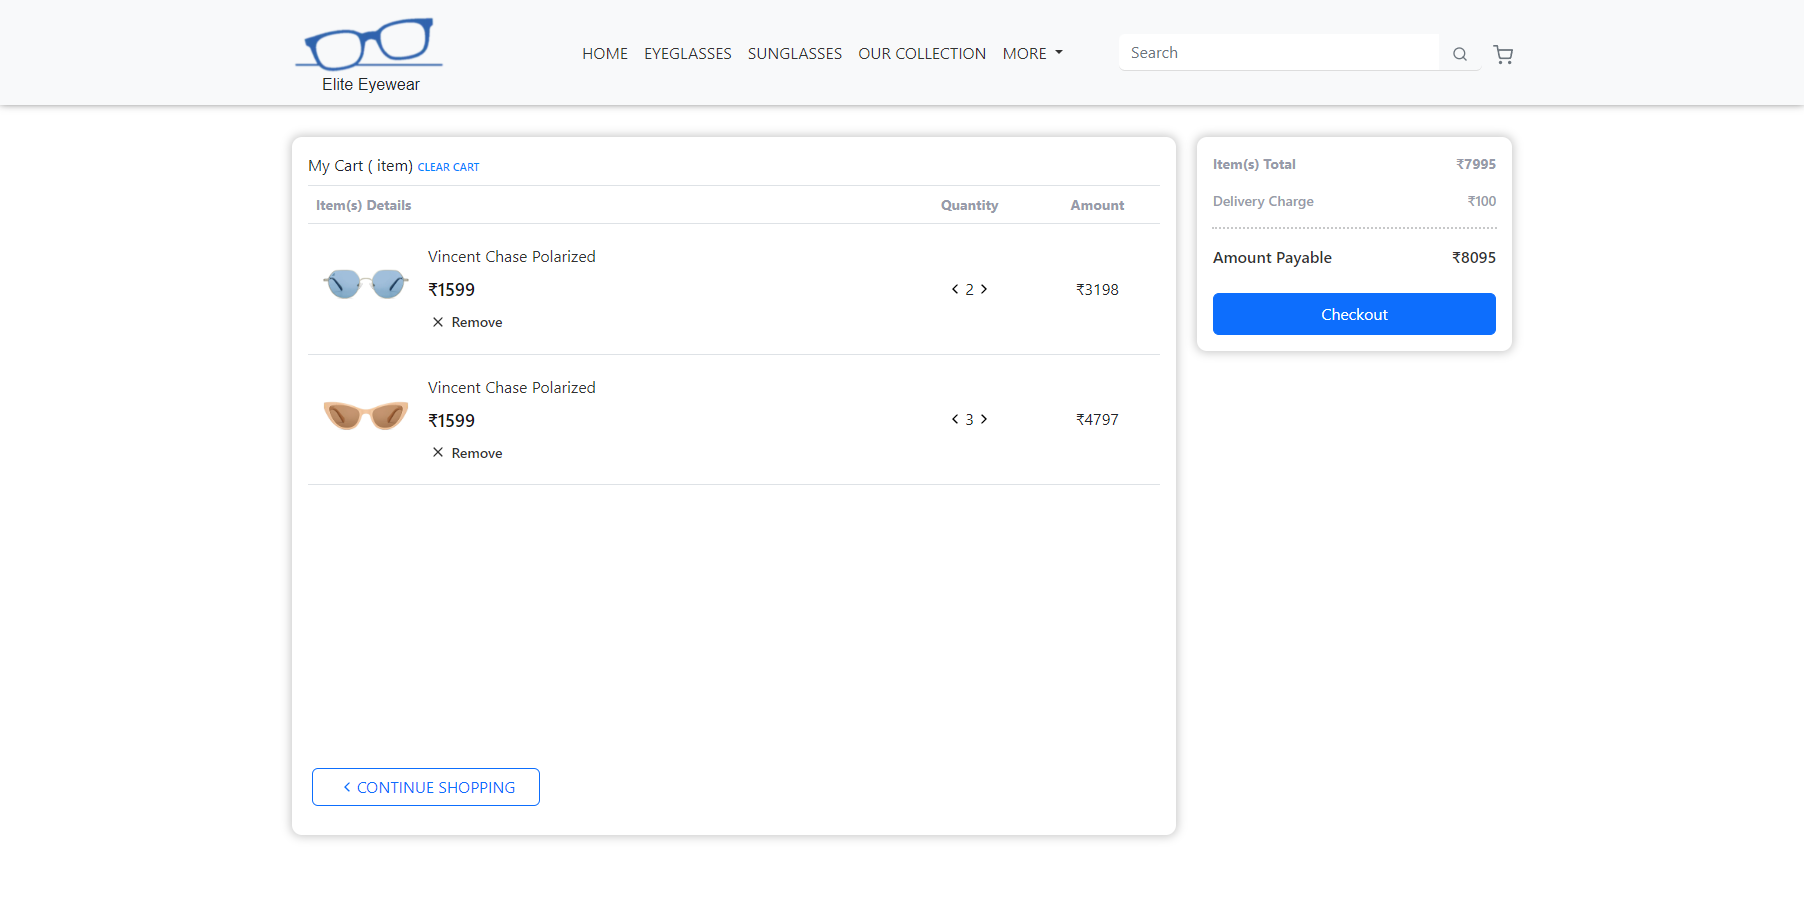 Elite Eyewear
HOME EYEGLASSES SUNGLASSES OUR COLLECTION MORE
Search
My Cart ( item) CLEAR CART
Item(s) Details Quantity Amount
Vincent Chase Polarized
₹1599
Remove
2
₹3198
Vincent Chase Polarized
₹1599
Remove
3
₹4797
CONTINUE SHOPPING
Item(s) Total ₹7995
Delivery Charge ₹100
Amount Payable ₹8095
Checkout